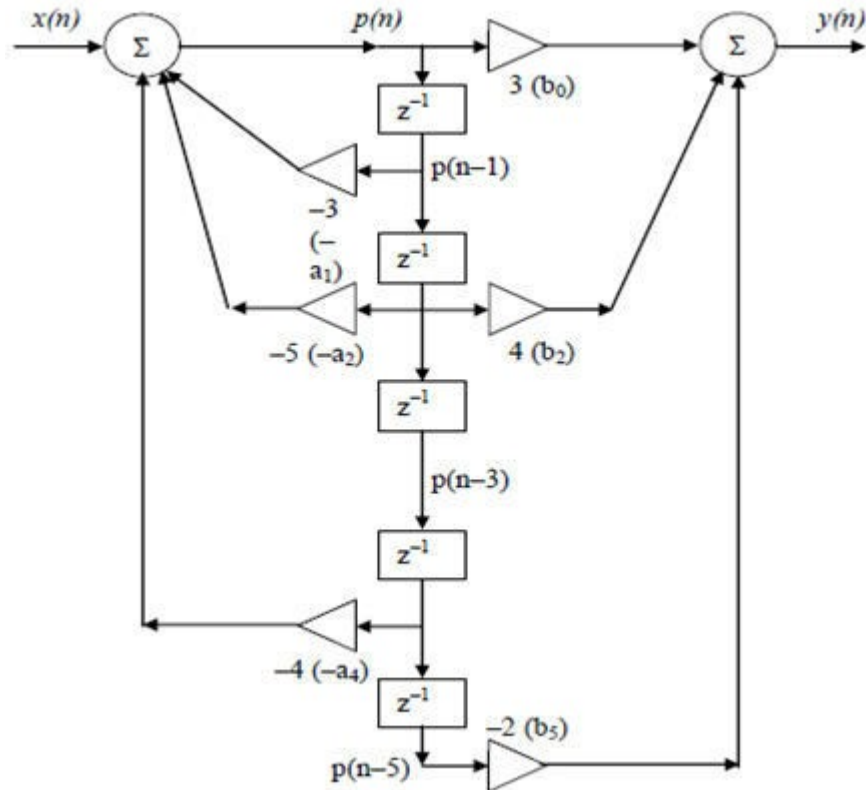 x(n) p(n) y(n)
Σ Σ
3 (b₀)
z⁻¹
p(n–1)
–3
(–
a₁)
z⁻¹
–5 (–a₂) 4 (b₂)
z⁻¹
p(n–3)
z⁻¹
–4 (–a₄)
z⁻¹
–2 (b₅)
p(n–5)